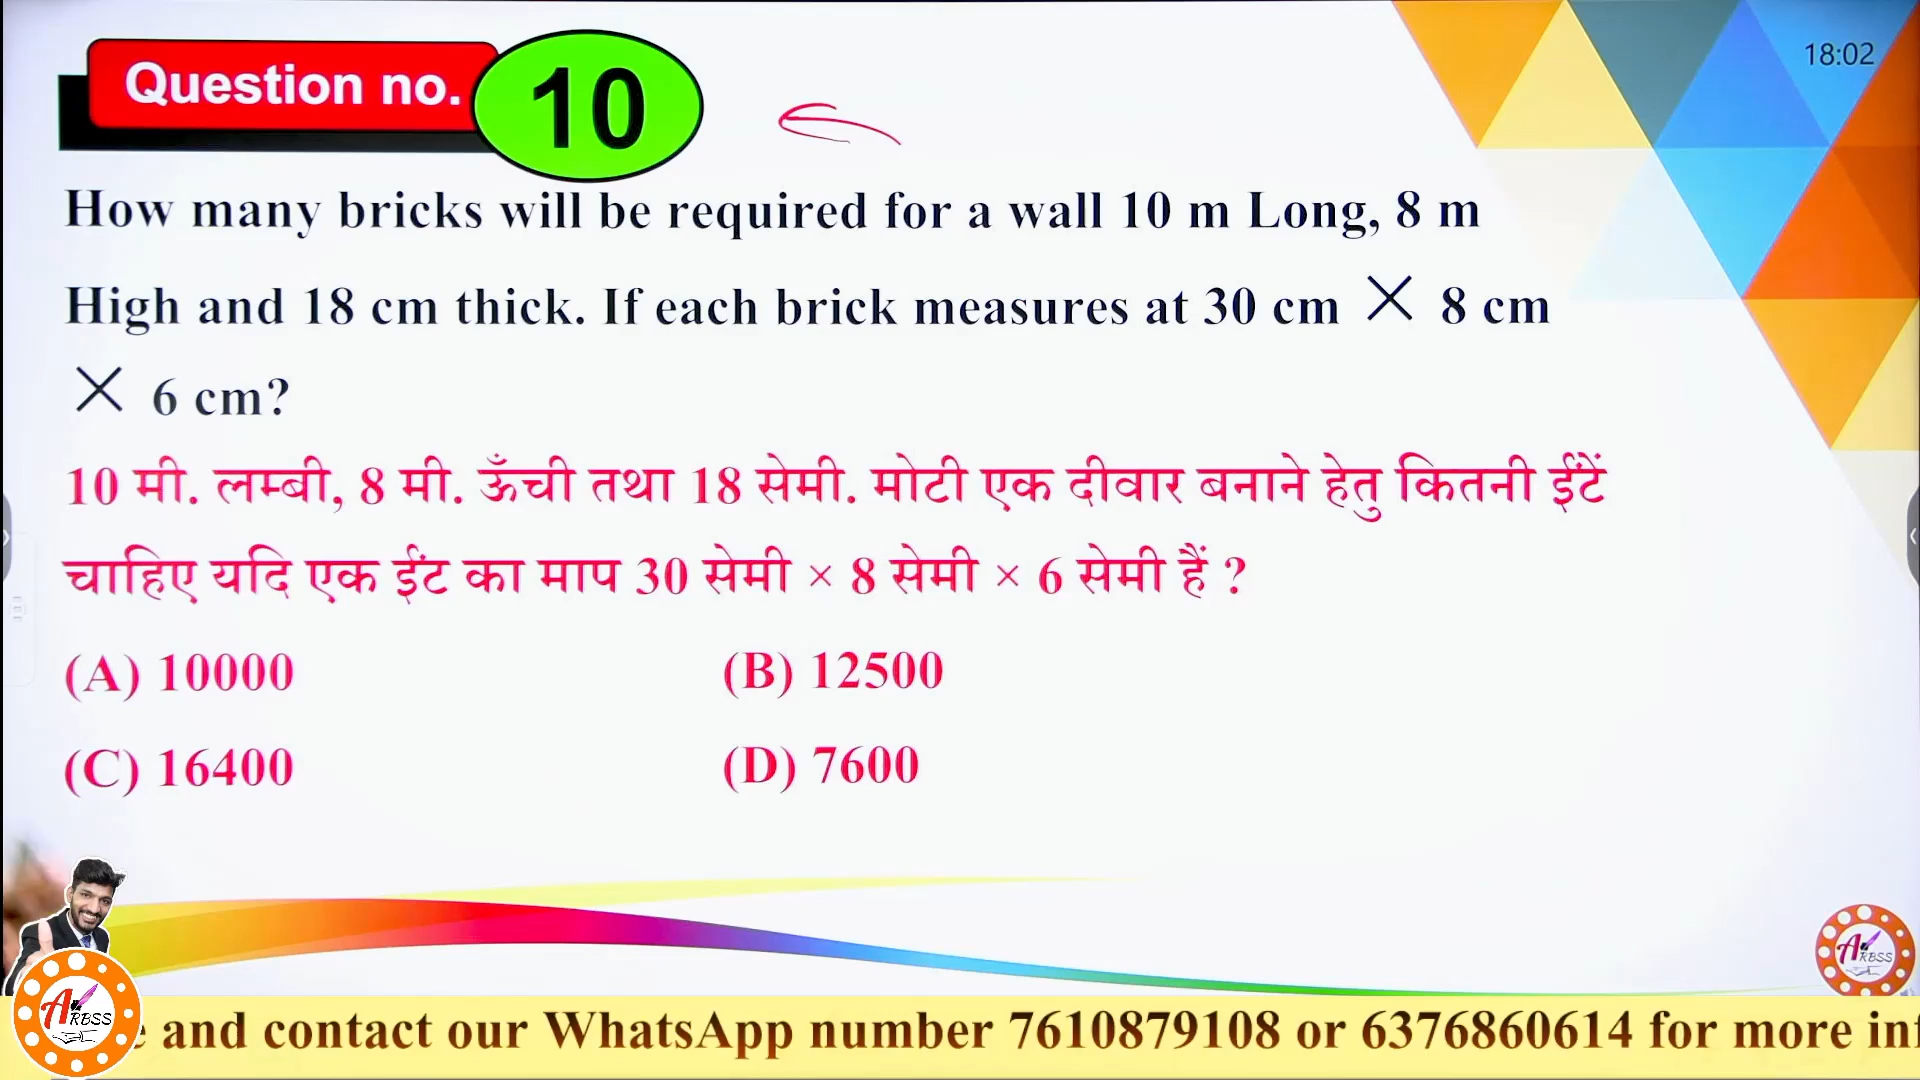 18:02
Question no. 10
How many bricks will be required for a wall 10 m Long, 8 m
High and 18 cm thick. If each brick measures at 30 cm × 8 cm
× 6 cm?
10 मी. लम्बी, 8 मी. ऊँची तथा 18 सेमी. मोटी एक दीवार बनाने हेतु कितनी ईंटें
चाहिए यदि एक ईंट का माप 30 सेमी × 8 सेमी × 6 सेमी हैं ?
(A) 10000 (B) 12500
(C) 16400 (D) 7600
ARBSS
ARBSS
and contact our WhatsApp number 7610879108 or 6376860614 for more